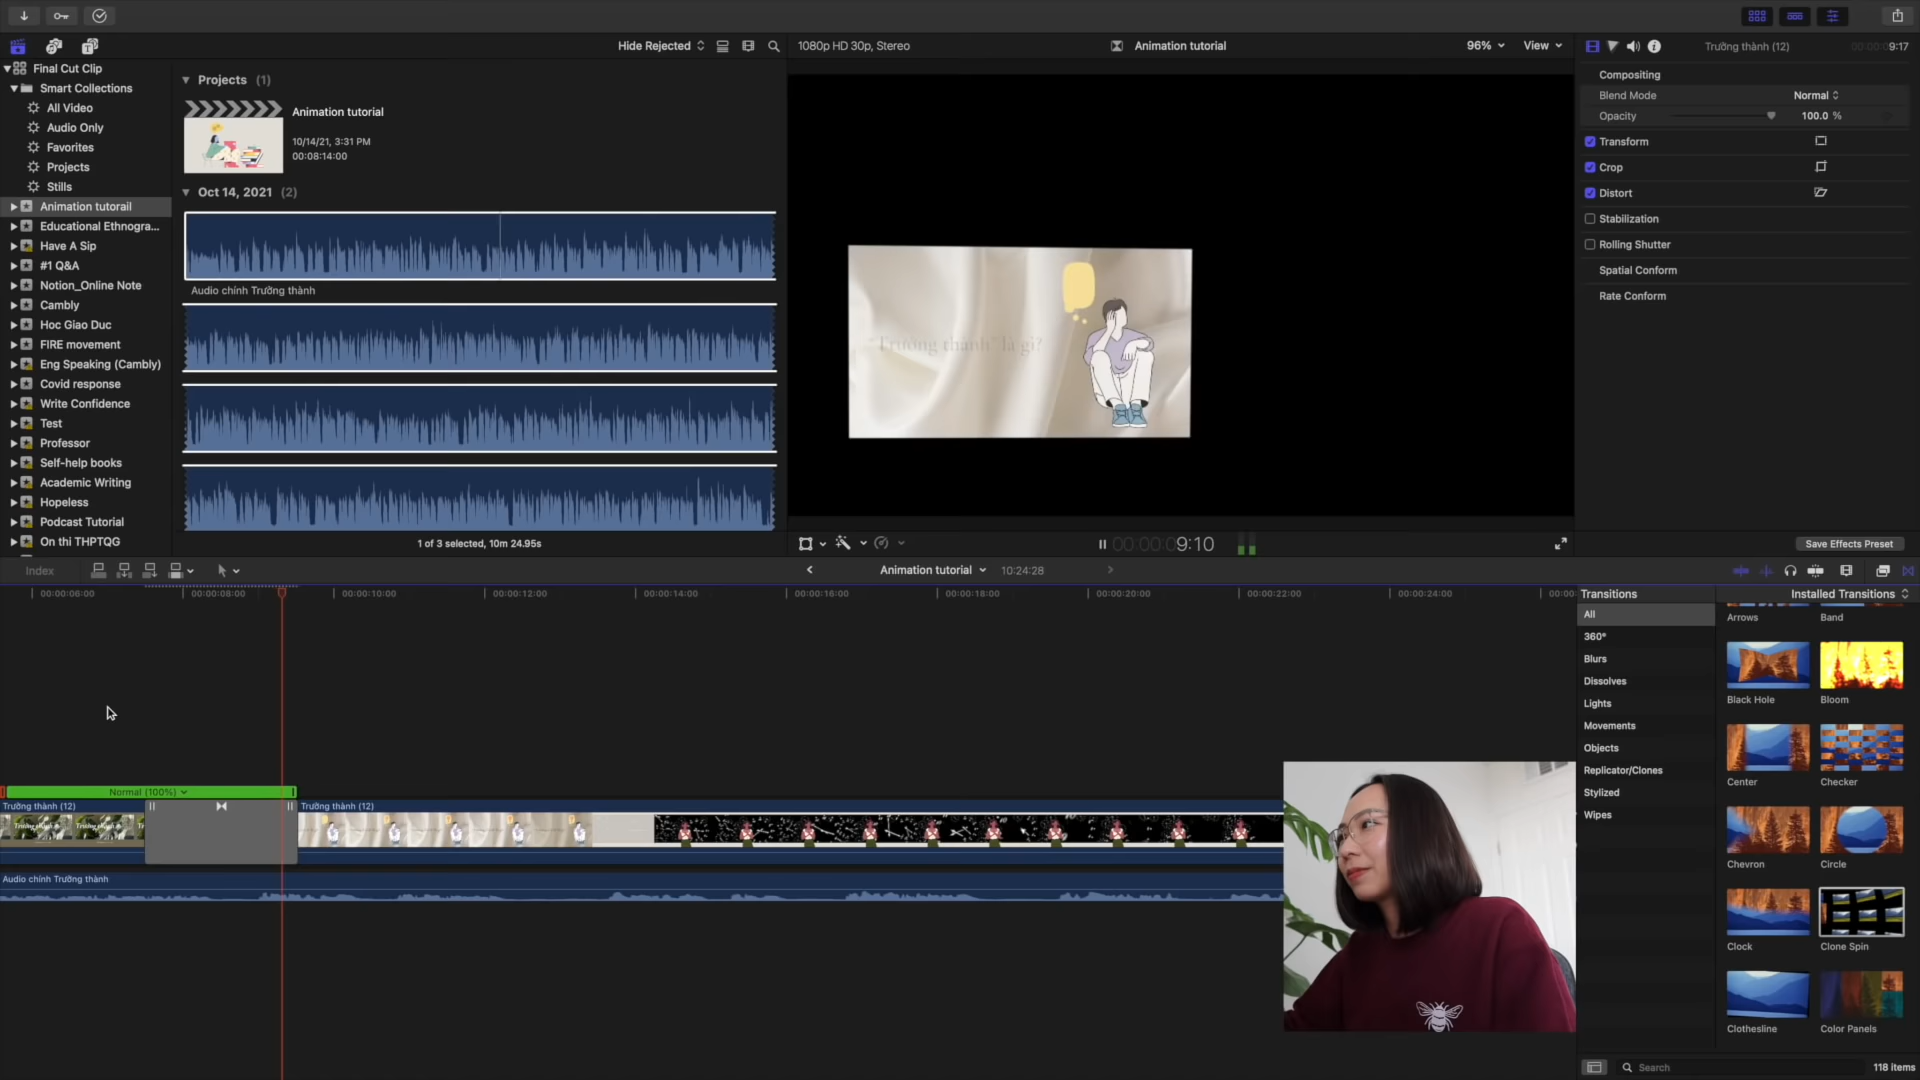 Hide Rejected
1080p HD 30p, Stereo
Animation tutorial
96%
View
Trưởng thành (12)
9:17
Final Cut Clip
Smart Collections
All Video
Audio Only
Favorites
Projects
Stills
Animation tutorail
Educational Ethnogra...
Have A Sip
#1 Q&A
Notion_Online Note
Cambly
Hoc Giao Duc
FIRE movement
Eng Speaking (Cambly)
Covid response
Write Confidence
Test
Professor
Self-help books
Academic Writing
Hopeless
Podcast Tutorial
On thi THPTQG
Projects (1)
Animation tutorial
10/14/21, 3:31 PM
00:08:14:00
Oct 14, 2021 (2)
Audio chính Trưởng thành
1 of 3 selected, 10m 24.95s
"Trưởng thành" là gì?
00:00:00:09:10
Compositing
Blend Mode
Normal
Opacity
100.0 %
Transform
Crop
Distort
Stabilization
Rolling Shutter
Spatial Conform
Rate Conform
Save Effects Preset
Index
Animation tutorial
10:24:28
00:00:06:00
00:00:08:00
00:00:10:00
00:00:12:00
00:00:14:00
00:00:16:00
00:00:18:00
00:00:20:00
00:00:22:00
00:00:24:00
Normal (100%)
Trưởng thành (12)
Trưởng thành (12)
Audio chính Trưởng thành
Transitions
Installed Transitions
All
360°
Blurs
Dissolves
Lights
Movements
Objects
Replicator/Clones
Stylized
Wipes
Arrows
Band
Black Hole
Bloom
Center
Checker
Chevron
Circle
Clock
Clone Spin
Clothesline
Color Panels
Search
118 items